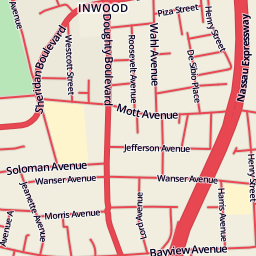 INWOOD
Piza Street
Henry Street
Sheridan Boulevard
Westcott Street
Doughty Boulevard
Roosevelt Avenue
Wahl Avenue
De Sibio Place
Nassau Expressway
Mott Avenue
Jefferson Avenue
Soloman Avenue
Wanser Avenue
Wanser Avenue
Jeanette Avenue
Morris Avenue
Lord Avenue
Harris Avenue
Henry Street
Bayview Avenue